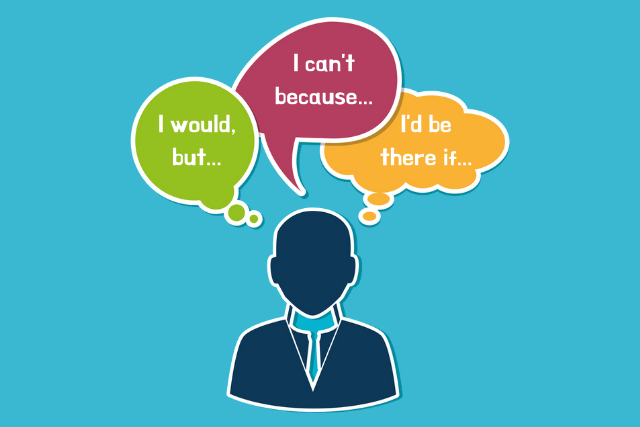 I would,
but...
I can't
because...
I'd be
there if...